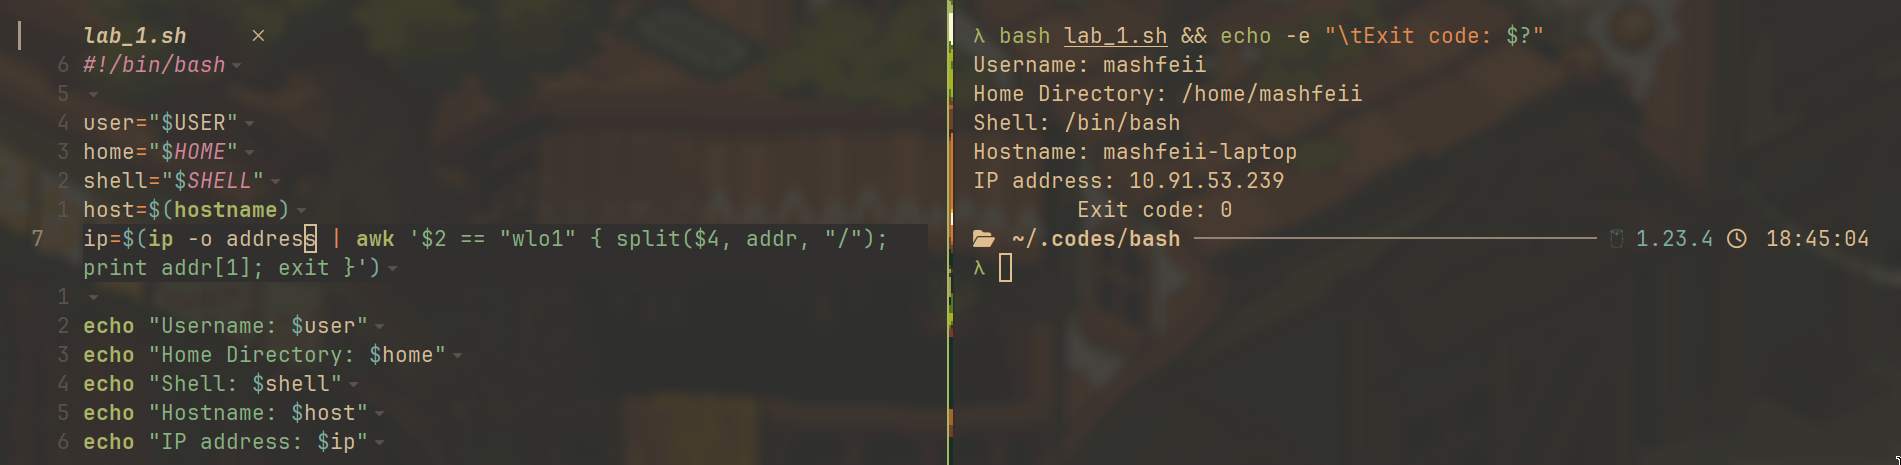 lab_1.sh ×
6 #!/bin/bash
5
4 user="$USER"
3 home="$HOME"
2 shell="$SHELL"
1 host=$(hostname)
7 ip=$(ip -o address | awk '$2 == "wlo1" { split($4, addr, "/");
print addr[1]; exit }')
1
2 echo "Username: $user"
3 echo "Home Directory: $home"
4 echo "Shell: $shell"
5 echo "Hostname: $host"
6 echo "IP address: $ip"
λ bash lab_1.sh && echo -e "\tExit code: $?"
Username: mashfeii
Home Directory: /home/mashfeii
Shell: /bin/bash
Hostname: mashfeii-laptop
IP address: 10.91.53.239
Exit code: 0
~/.codes/bash 1.23.4 18:45:04
λ